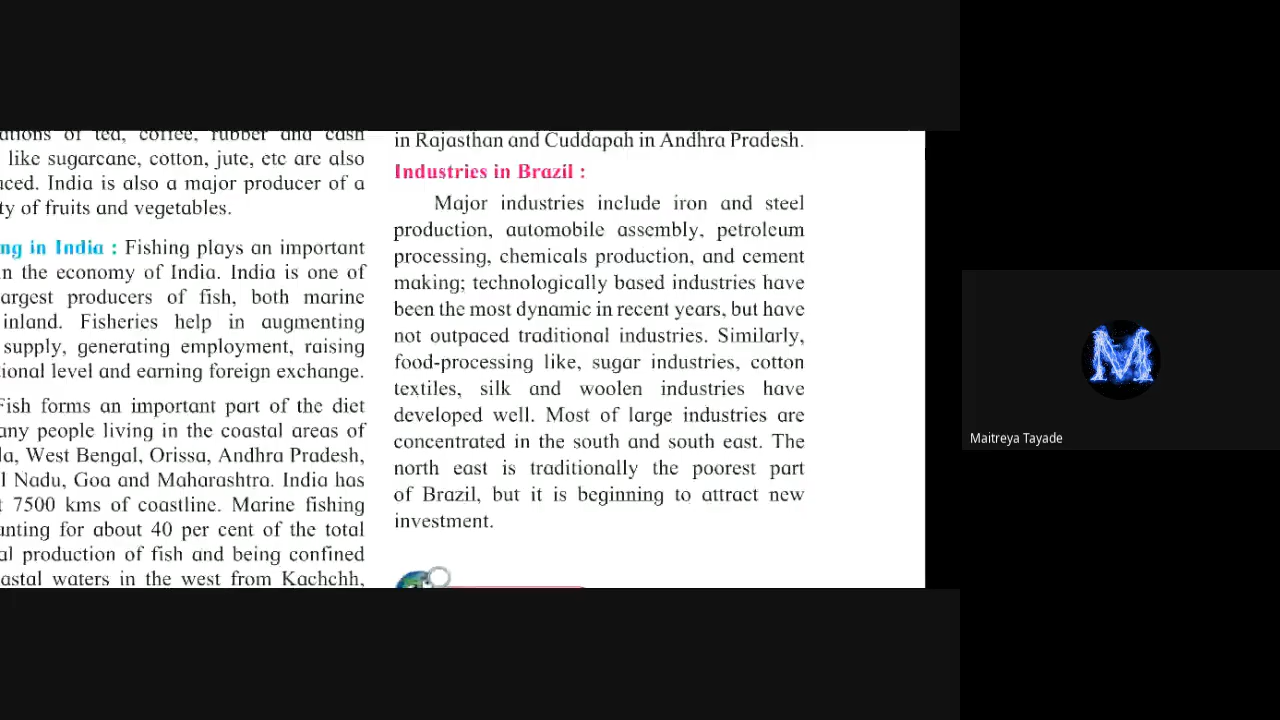 ations of tea, coffee, rubber and cash
like sugarcane, cotton, jute, etc are also
uced. India is also a major producer of a
ty of fruits and vegetables.
ng in India : Fishing plays an important
in the economy of India. India is one of
argest producers of fish, both marine
inland. Fisheries help in augmenting
supply, generating employment, raising
tional level and earning foreign exchange.
Fish forms an important part of the diet
any people living in the coastal areas of
la, West Bengal, Orissa, Andhra Pradesh,
l Nadu, Goa and Maharashtra. India has
t 7500 kms of coastline. Marine fishing
unting for about 40 per cent of the total
al production of fish and being confined
oastal waters in the west from Kachchh,
in Rajasthan and Cuddapah in Andhra Pradesh.
Industries in Brazil :
Major industries include iron and steel
production, automobile assembly, petroleum
processing, chemicals production, and cement
making; technologically based industries have
been the most dynamic in recent years, but have
not outpaced traditional industries. Similarly,
food-processing like, sugar industries, cotton
textiles, silk and woolen industries have
developed well. Most of large industries are
concentrated in the south and south east. The
north east is traditionally the poorest part
of Brazil, but it is beginning to attract new
investment.
M
Maitreya Tayade